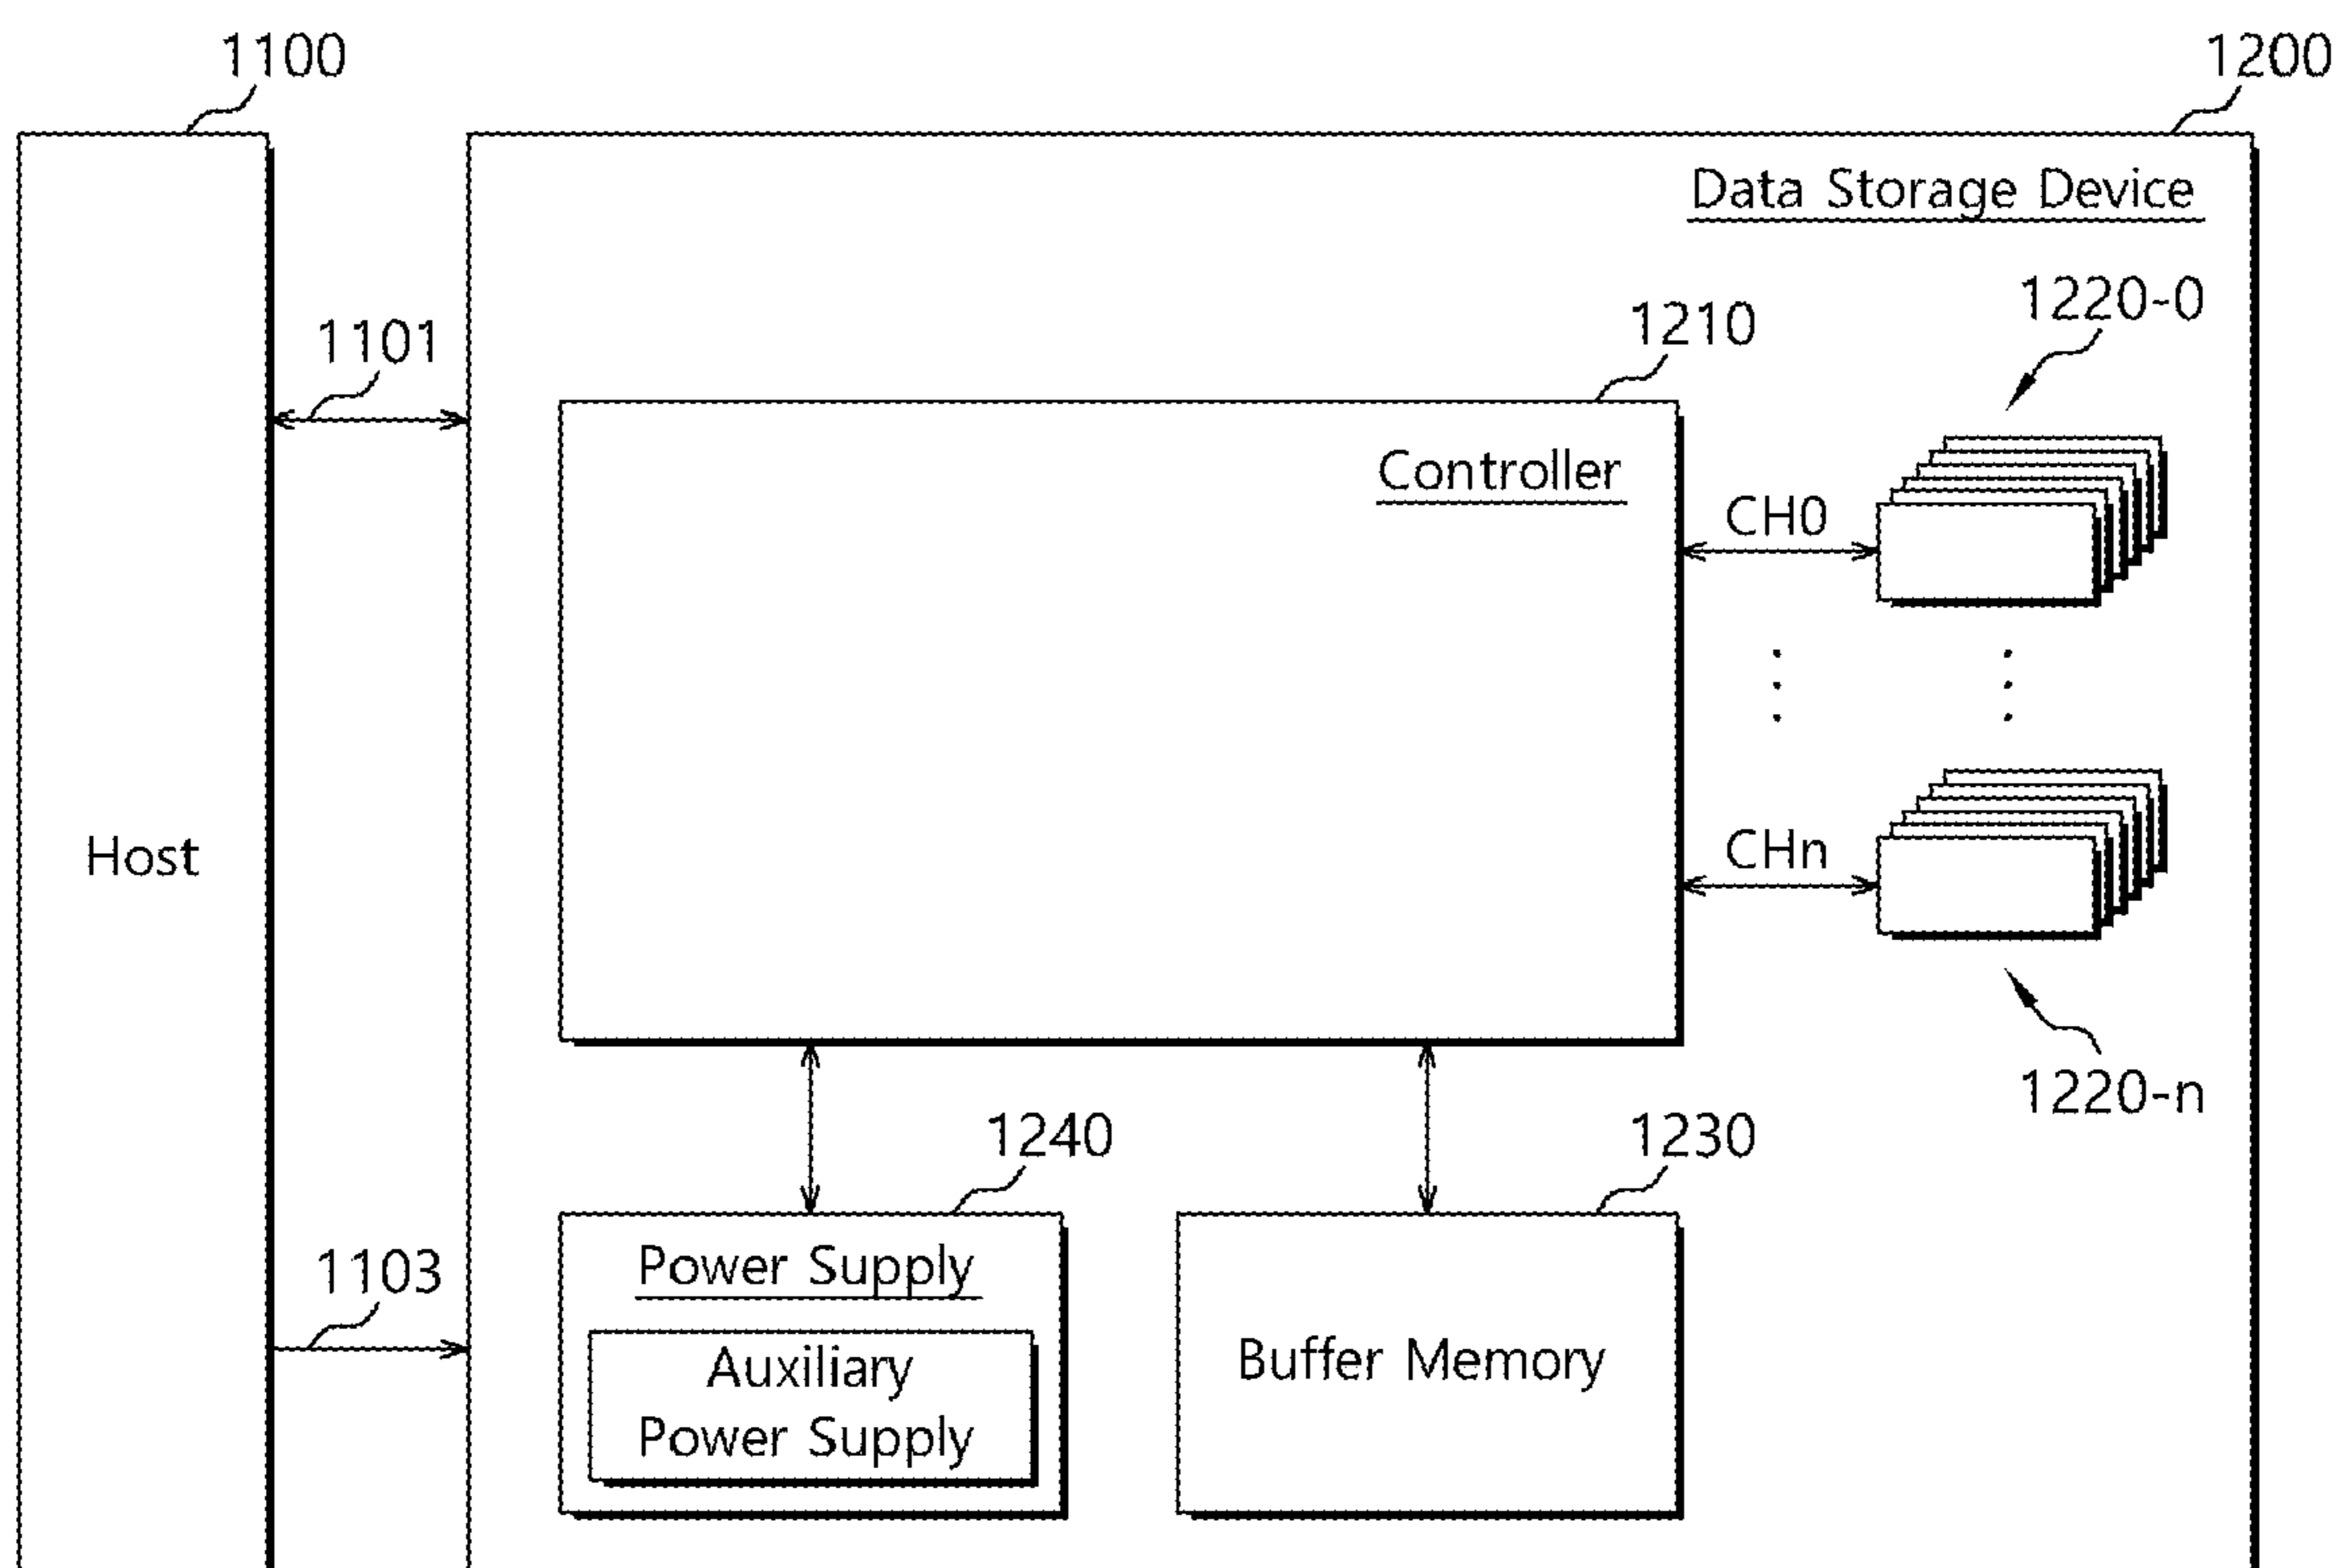 1100
1200
Data Storage Device
1220-0
1101
1210
Controller
CH0
Host
CHn
1220-n
1240
1230
1103
Power Supply
Auxiliary
Power Supply
Buffer Memory